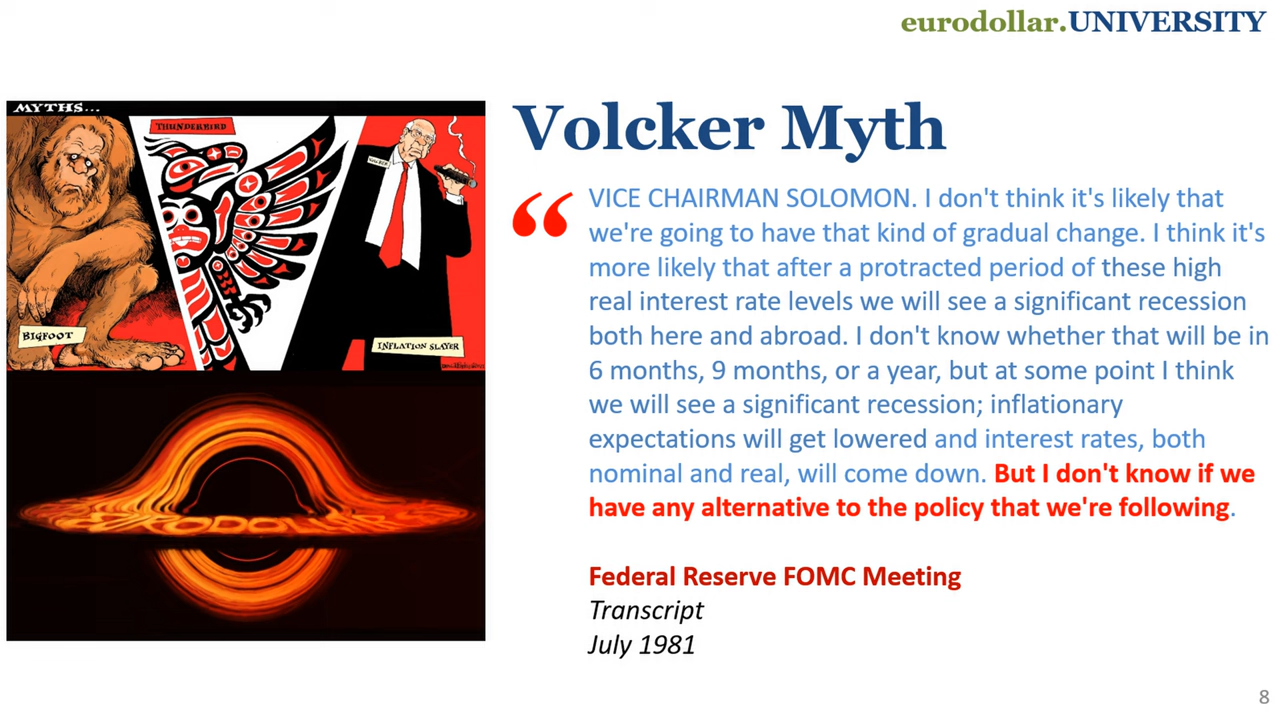 eurodollar.UNIVERSITY
MYTHS...
THUNDERBIRD
VOLCKER
BIGFOOT
INFLATION SLAYER
EURODOLLAR
Volcker Myth
“ VICE CHAIRMAN SOLOMON. I don't think it's likely that
we're going to have that kind of gradual change. I think it's
more likely that after a protracted period of these high
real interest rate levels we will see a significant recession
both here and abroad. I don't know whether that will be in
6 months, 9 months, or a year, but at some point I think
we will see a significant recession; inflationary
expectations will get lowered and interest rates, both
nominal and real, will come down. But I don't know if we
have any alternative to the policy that we're following.
Federal Reserve FOMC Meeting
Transcript
July 1981
8